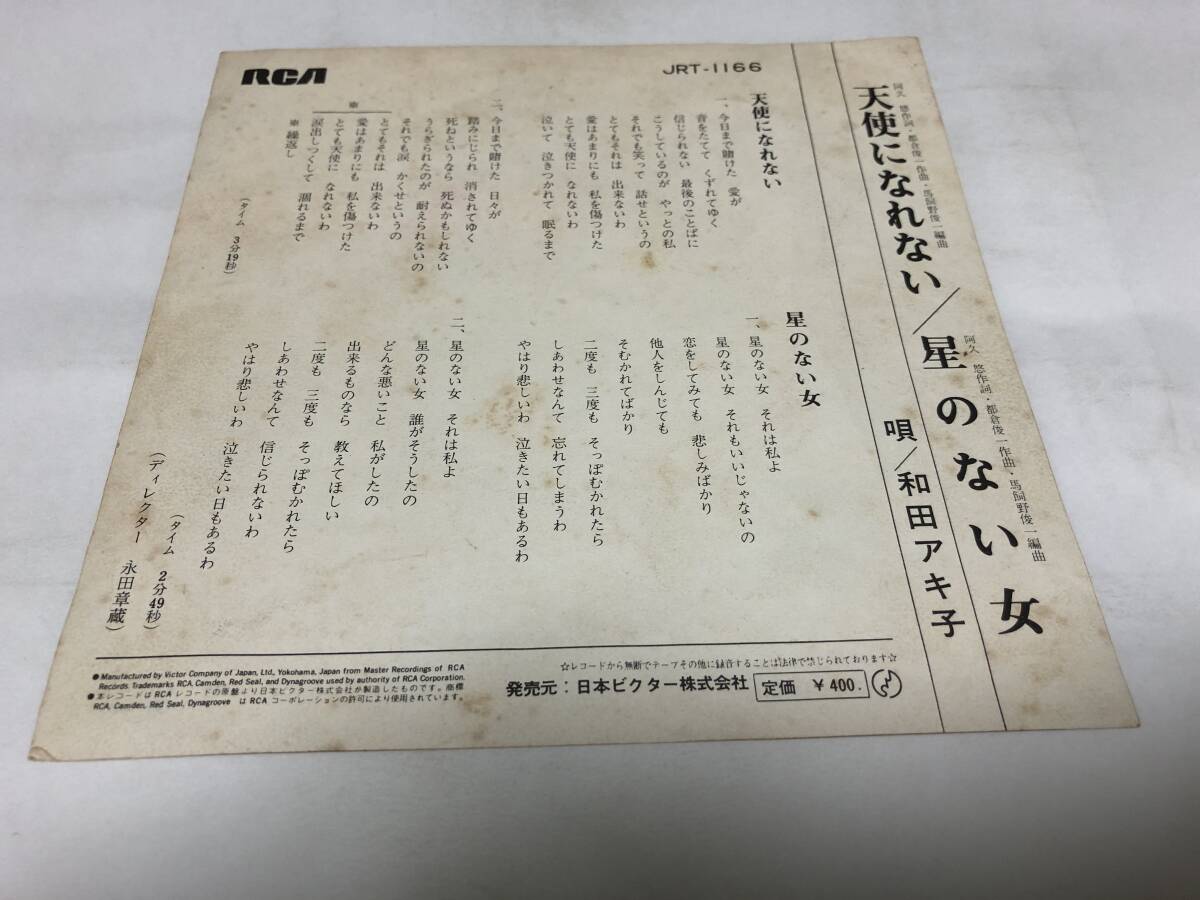 阿久 悠作詞・都倉俊一作曲・馬飼野俊一編曲
天使になれない／星のない女
阿久 悠作詞・都倉俊一作曲・馬飼野俊一編曲
唄／和田アキ子
RCA
JRT-1166
天使になれない
一、今日まで賭けた 愛が
音をたてて くずれてゆく
信じられない 最後のことばに
こうしているのが やっとの私
それでも笑って 話せというの
とてもそれは 出来ないわ
愛はあまりにも 私を傷つけた
とても天使に なれないわ
泣いて 泣きつかれて 眠るまで
二、今日まで賭けた 日々が
踏みにじられ 消されてゆく
死ねというなら 死ぬかもしれない
うらぎられたのが 耐えられないの
それでも涙 かくせというの
※
とてもそれは 出来ないわ
愛はあまりにも 私を傷つけた
とても天使に なれないわ
涙出しつくして 涸れるまで
※ 繰返し
(タイム 3分19秒)
星のない女
一、星のない女 それは私よ
星のない女 それもいいじゃないの
恋をしてみても 悲しみばかり
他人をしんじても
そむかれてばかり
二度も 三度も そっぽむかれたら
しあわせなんて 忘れてしまうわ
やはり悲しいわ 泣きたい日もあるわ
二、星のない女 それは私よ
星のない女 誰がそうしたの
どんな悪いこと 私がしたの
出来るものなら 教えてほしい
二度も 三度も そっぽむかれたら
しあわせなんて 信じられないわ
やはり悲しいわ 泣きたい日もあるわ
(タイム 2分49秒)
(ディレクター 永田章蔵)
●Manufactured by Victor Company of Japan, Ltd., Yokohama, Japan from Master Recordings of RCA
Records. Trademarks RCA, Camden, Red Seal, and Dynagroove used by authority of RCA Corporation.
●本レコードは RCA レコードの原盤より日本ビクター株式会社が製造したものです。商標
RCA, Camden, Red Seal, Dynagroove は RCA コーポレーションの許可により使用されています。
☆レコードから無断でテープその他に録音することは法律で禁じられております☆
発売元：日本ビクター株式会社 定価 ￥400.